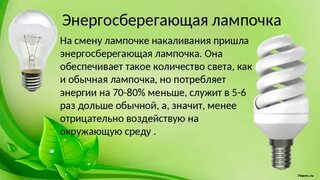 Энергосберегающая лампочка
На смену лампочке накаливания пришла
энергосберегающая лампочка. Она
обеспечивает такое количество света, как
и обычная лампочка, но потребляет
энергии на 70-80% меньше, служит в 5-6
раз дольше обычной, а, значит, менее
отрицательно воздействую на
окружающую среду .